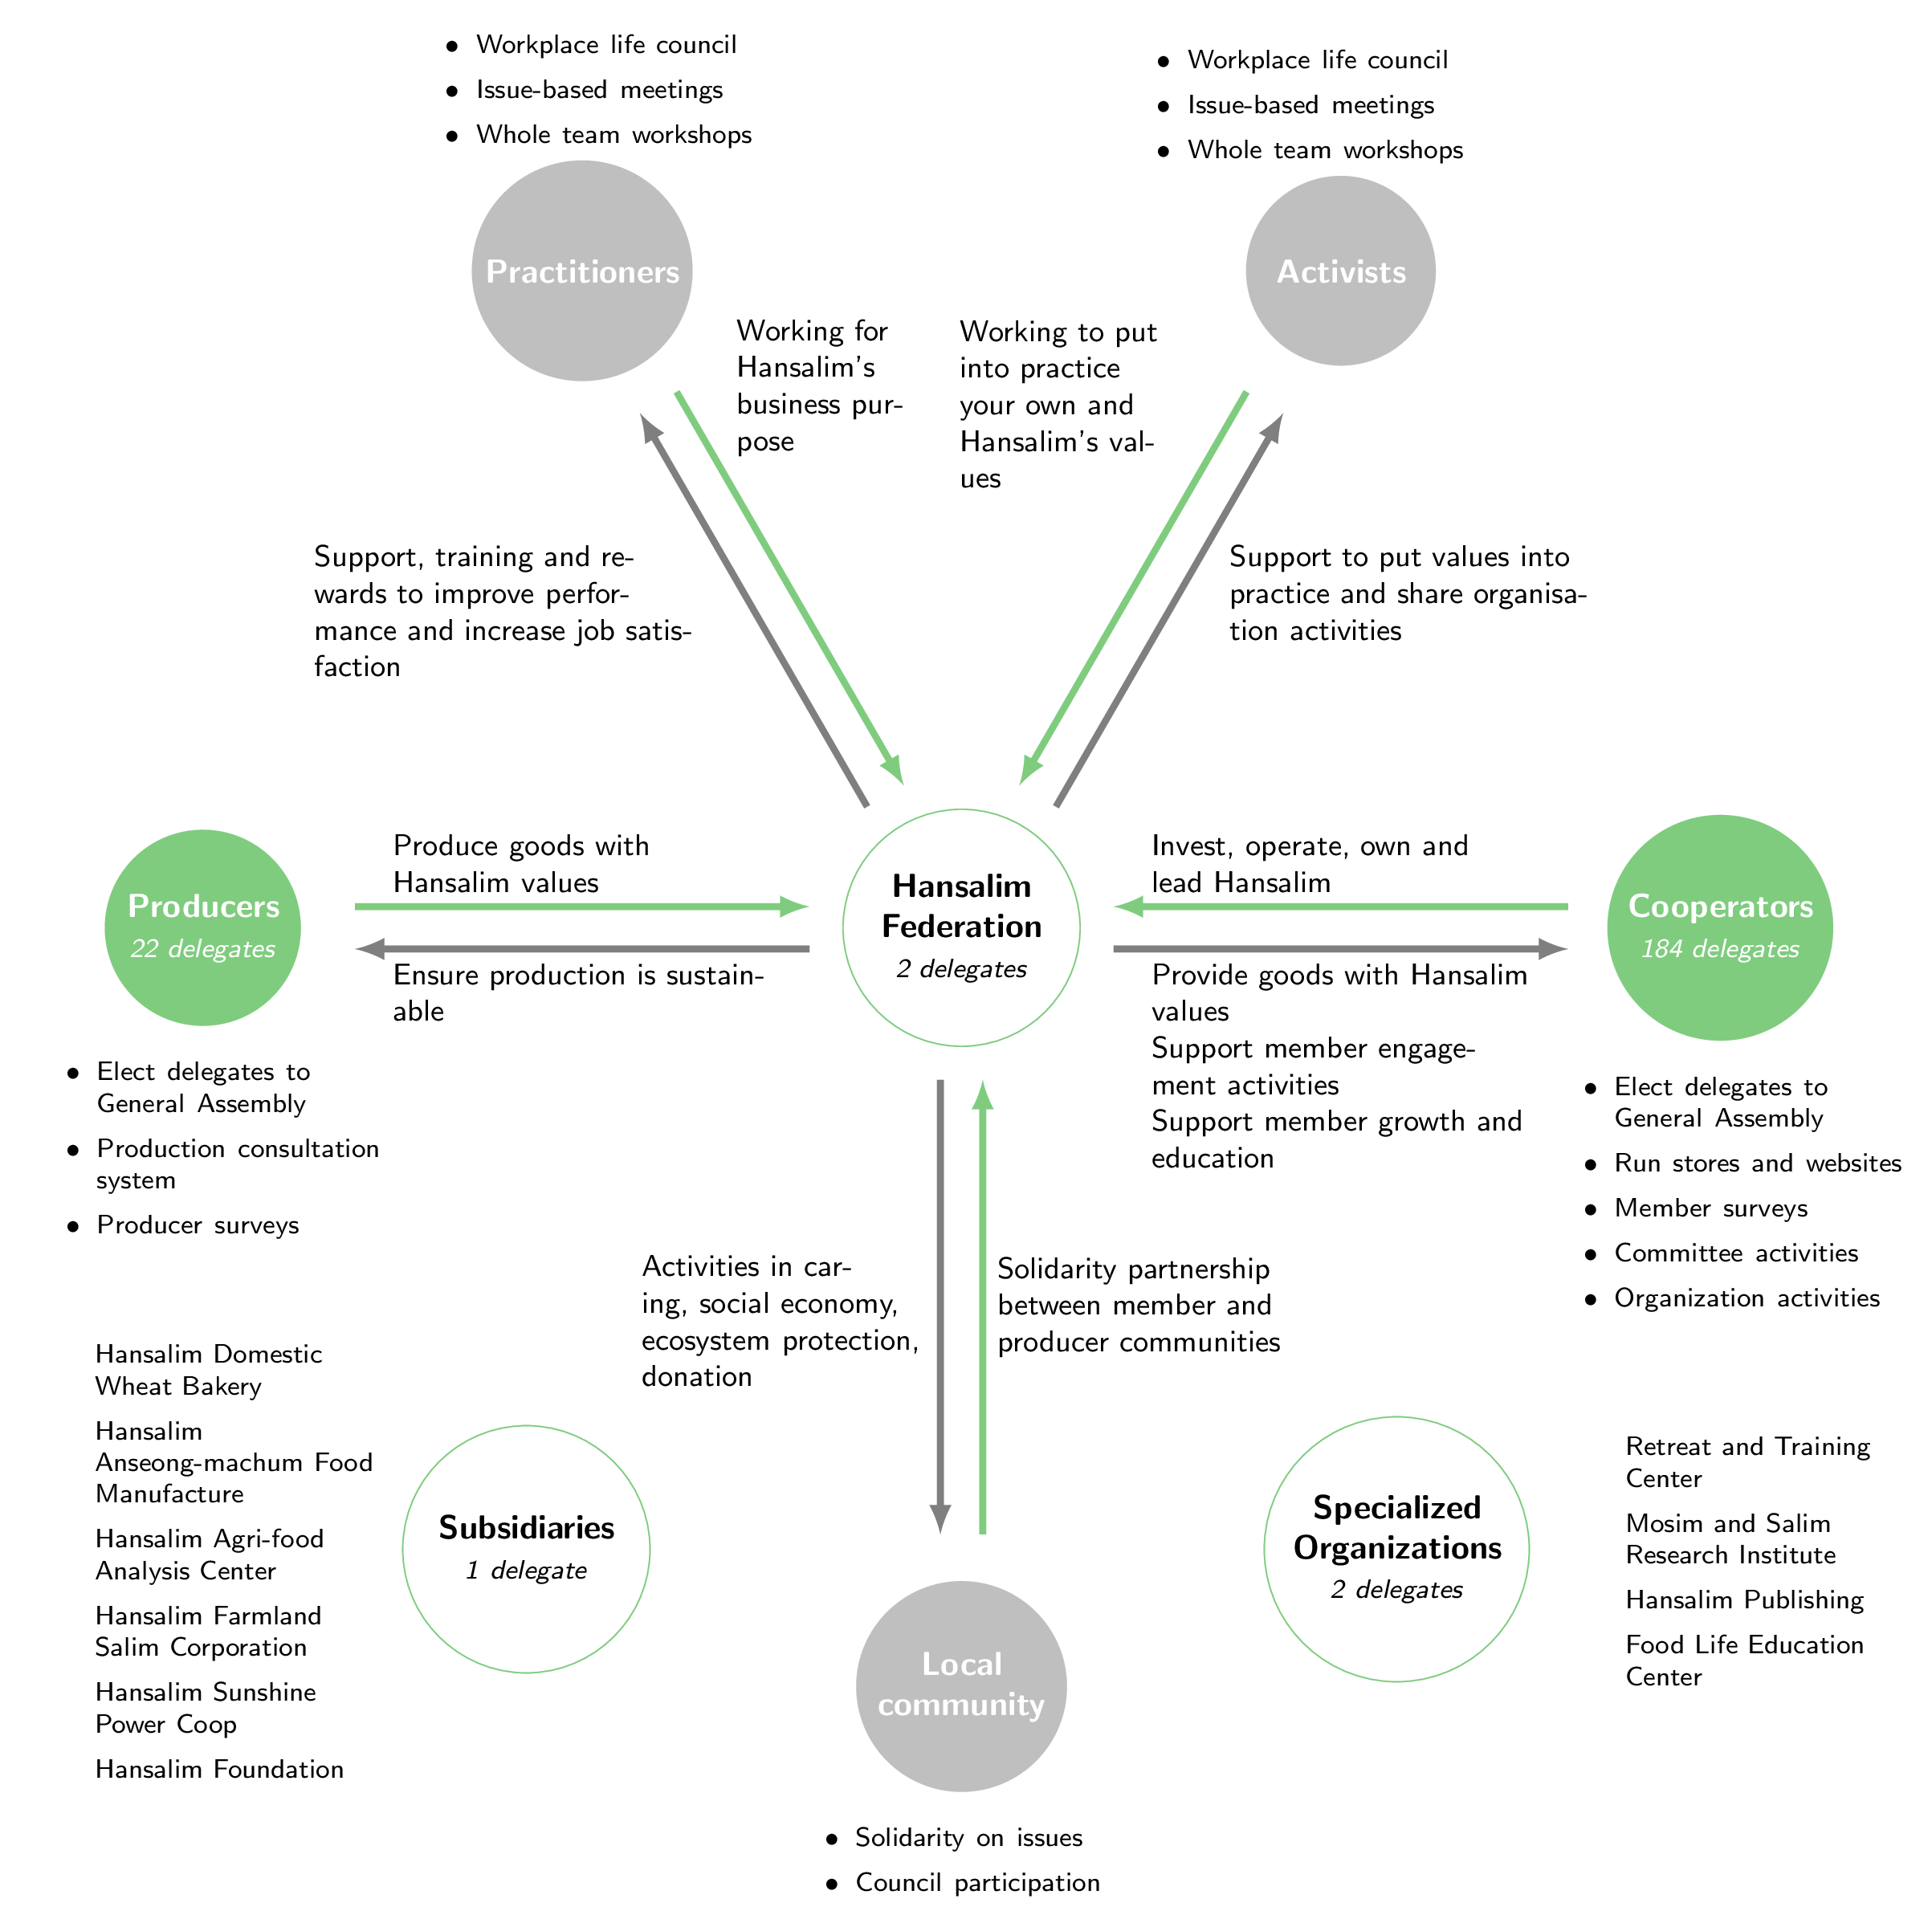 • Workplace life council
• Issue-based meetings
• Whole team workshops
Practitioners
• Workplace life council
• Issue-based meetings
• Whole team workshops
Activists
Working for
Hansalim's
business pur-
pose
Working to put
into practice
your own and
Hansalim's val-
ues
Support, training and re-
wards to improve perfor-
mance and increase job satis-
faction
Support to put values into
practice and share organisa-
tion activities
Producers
22 delegates
Produce goods with
Hansalim values
Ensure production is sustain-
able
Hansalim
Federation
2 delegates
Invest, operate, own and
lead Hansalim
Provide goods with Hansalim
values
Support member engage-
ment activities
Support member growth and
education
Cooperators
184 delegates
• Elect delegates to
General Assembly
• Production consultation
system
• Producer surveys
• Elect delegates to
General Assembly
• Run stores and websites
• Member surveys
• Committee activities
• Organization activities
Activities in car-
ing, social economy,
ecosystem protection,
donation
Solidarity partnership
between member and
producer communities
Hansalim Domestic
Wheat Bakery
Hansalim
Anseong-machum Food
Manufacture
Hansalim Agri-food
Analysis Center
Hansalim Farmland
Salim Corporation
Hansalim Sunshine
Power Coop
Hansalim Foundation
Subsidiaries
1 delegate
Specialized
Organizations
2 delegates
Retreat and Training
Center
Mosim and Salim
Research Institute
Hansalim Publishing
Food Life Education
Center
Local
community
• Solidarity on issues
• Council participation